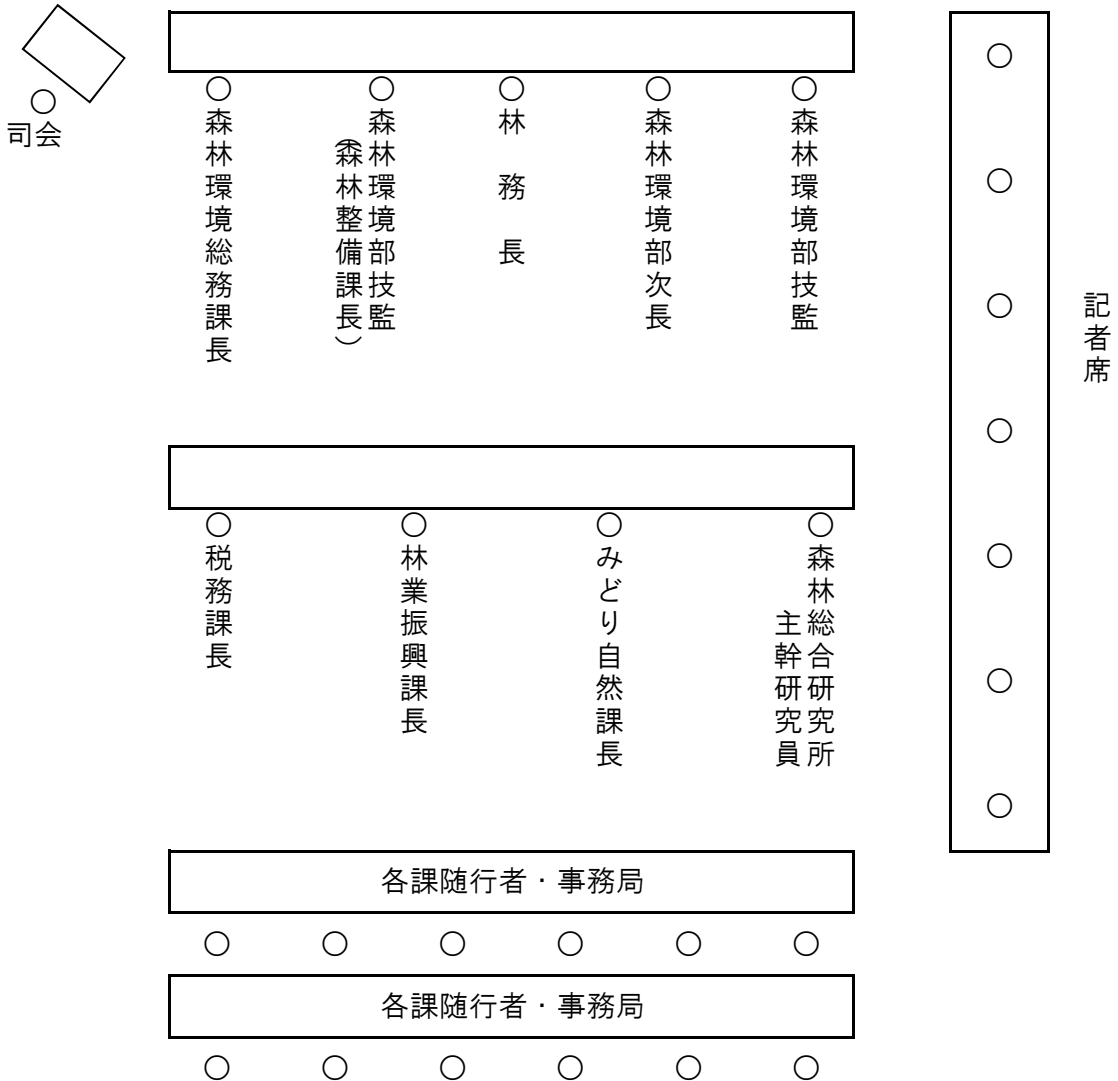 司会
○森林環境総務課長
○森林環境部技監
（森林整備課長）
○林務長
○森林環境部次長
○森林環境部技監
○税務課長
○林業振興課長
○みどり自然課長
○森林総合研究所
主幹研究員
記者席
各課随行者・事務局
各課随行者・事務局